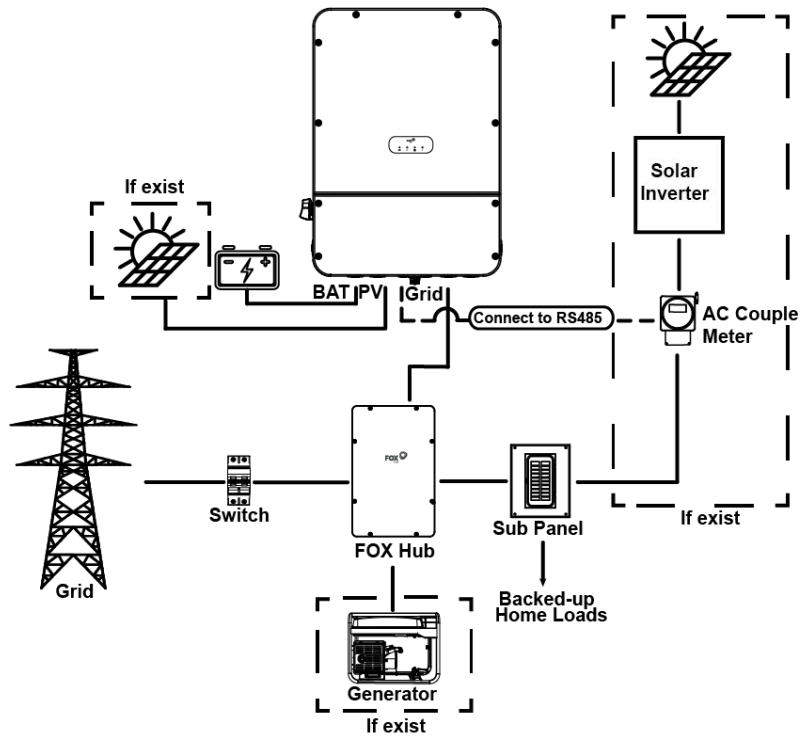 If exist
Solar
Inverter
BAT PV Grid
Connect to RS485
AC Couple
Meter
FOX
Switch
FOX Hub
Sub Panel
If exist
Grid
Backed-up
Home Loads
Generator
If exist